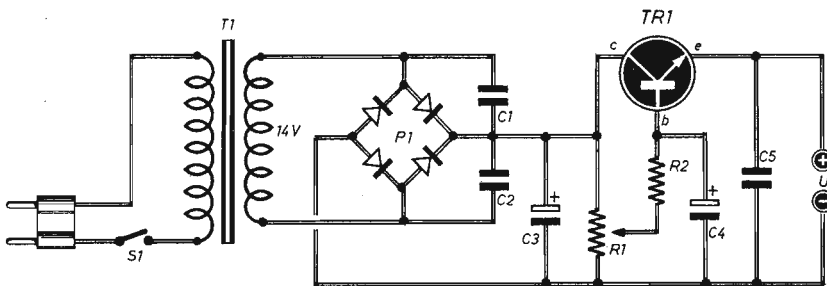 T1
TR1
c
e
14V
P1
C1
b
C2
R2
C5
+
U
-
+
C3
R1
+
C4
S1